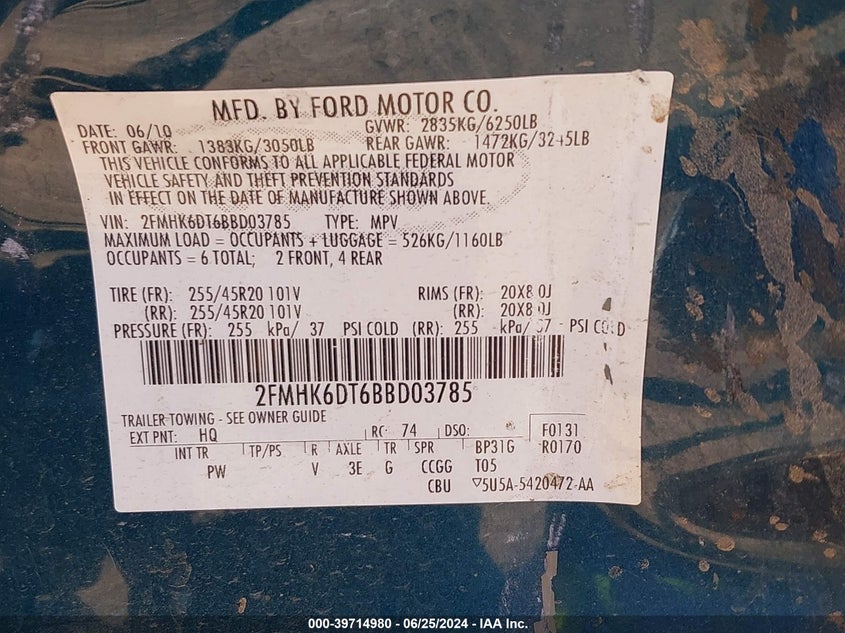 MFD. BY FORD MOTOR CO.
DATE: 06/10 GVWR: 2835KG/6250LB
FRONT GAWR: 1383KG/3050LB REAR GAWR: 1472KG/3245LB
THIS VEHICLE CONFORMS TO ALL APPLICABLE FEDERAL MOTOR
VEHICLE SAFETY AND THEFT PREVENTION STANDARDS
IN EFFECT ON THE DATE OF MANUFACTURE SHOWN ABOVE.
VIN: 2FMHK6DT6BBD03785 TYPE: MPV
MAXIMUM LOAD = OCCUPANTS + LUGGAGE = 526KG/1160LB
OCCUPANTS = 6 TOTAL; 2 FRONT, 4 REAR
TIRE (FR): 255/45R20 101V RIMS (FR): 20X8.0J
(RR): 255/45R20 101V (RR): 20X8.0J
PRESSURE (FR): 255 kPa/ 37 PSI COLD (RR): 255 kPa/ 37 PSI COLD
2FMHK6DT6BBD03785
TRAILER TOWING - SEE OWNER GUIDE
EXT PNT: HQ RC: 74 DSO: F0131
INT TR TP/PS R AXLE TR SPR BP31G R0170
PW V 3E G CCGG T05
CBU ▽5U5A-5420472-AA
000-39714980 - 06/25/2024 - IAA Inc.